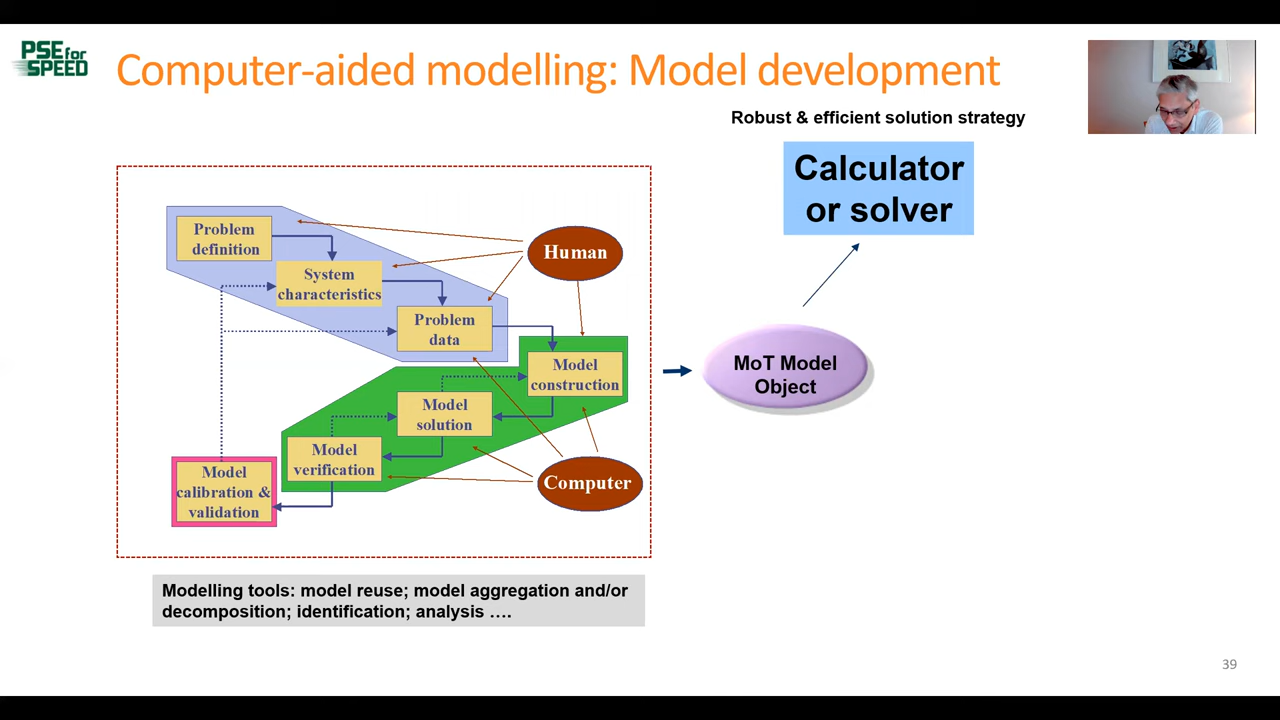 PSE for
SPEED
Computer-aided modelling: Model development
Robust & efficient solution strategy
Calculator
or solver
Problem
definition
Human
System
characteristics
Problem
data
Model
construction
MoT Model
Object
Model
solution
Model
verification
Model
calibration &
validation
Computer
Modelling tools: model reuse; model aggregation and/or
decomposition; identification; analysis ….
39